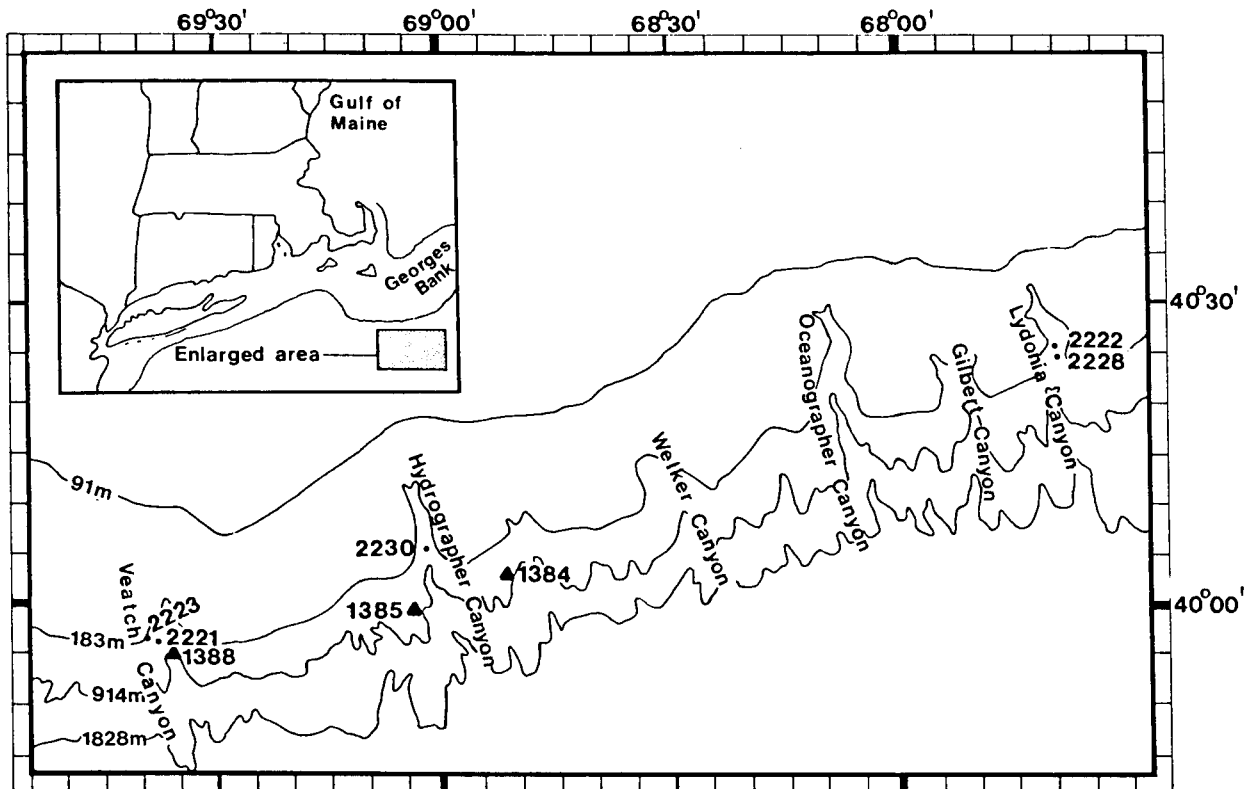 69°30'
69°00'
68°30'
68°00'
Gulf of
Maine
Georges
Bank
Enlarged area
40°30'
Lydonia Canyon
2222
2228
Oceanographer Canyon
Gilbert Canyon
Welker Canyon
Hydrographer Canyon
91m
2230
1384
1385
40°00'
Veatch Canyon
2223
183m
2221
1388
914m
1828m